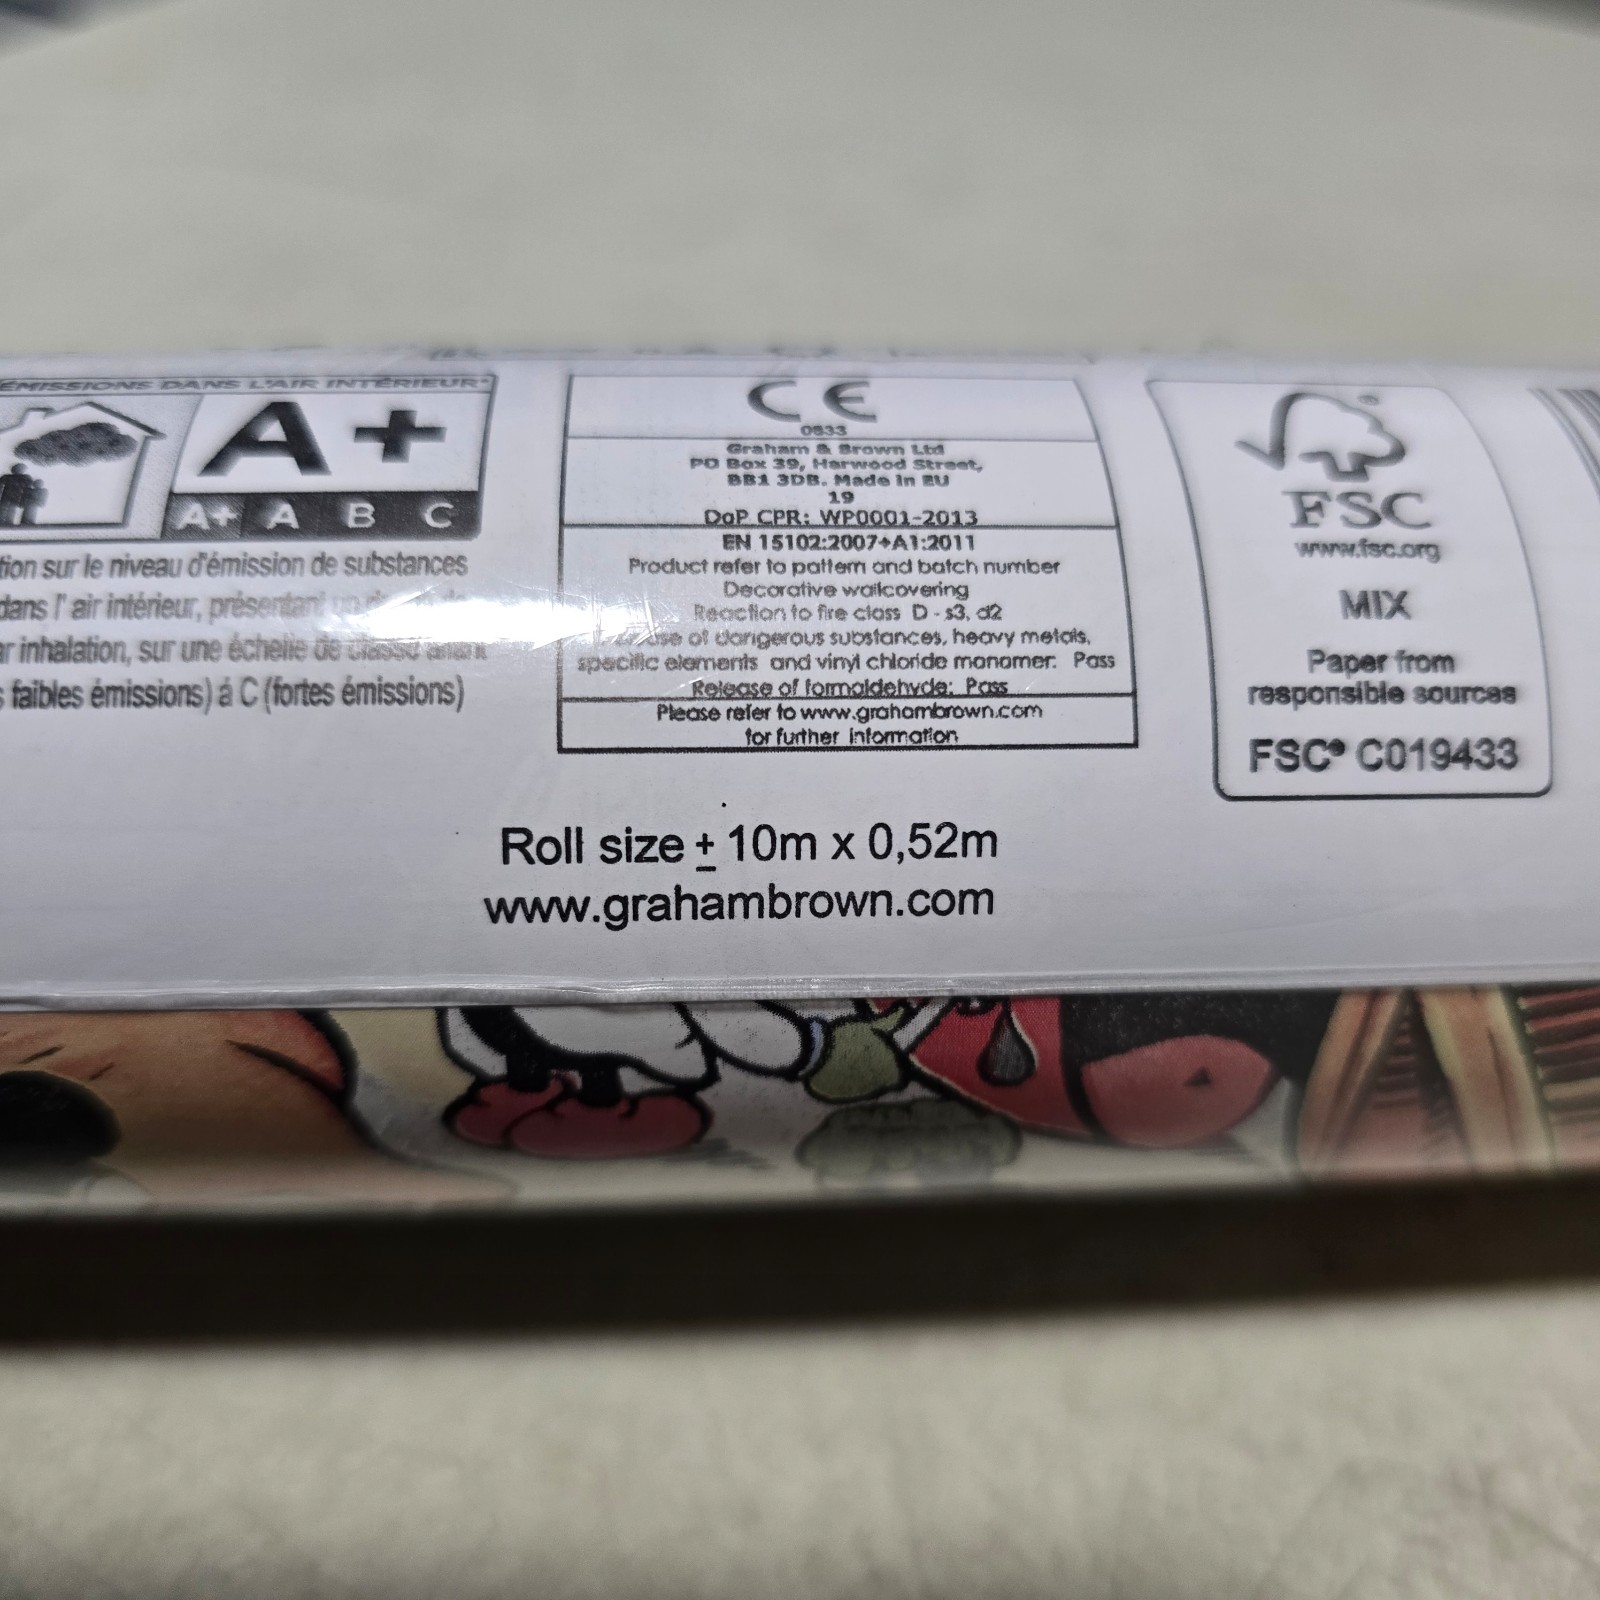 ÉMISSIONS DANS L'AIR INTÉRIEUR*
A+
A+ A B C
tion sur le niveau d'émission de substances
dans l' air intérieur, présentant un
ar inhalation, sur une échelle de classe allant
s faibles émissions) á C (fortes émissions)
CE
0833
Graham & Brown Ltd
PO Box 39, Harwood Street,
BB1 3DB. Made in EU
19
DoP CPR: WP0001-2013
EN 15102:2007+A1:2011
Product refer to pattern and batch number
Decorative wallcovering
Reaction to fire class D - s3, d2
of dangerous substances, heavy metals,
specific elements and vinyl chloride monomer: Pass
Release of formaldehyde: Pass
Please refer to www.grahambrown.com
for further information
FSC
www.fsc.org
MIX
Paper from
responsible sources
FSC® C019433
Roll size ± 10m x 0,52m
www.grahambrown.com